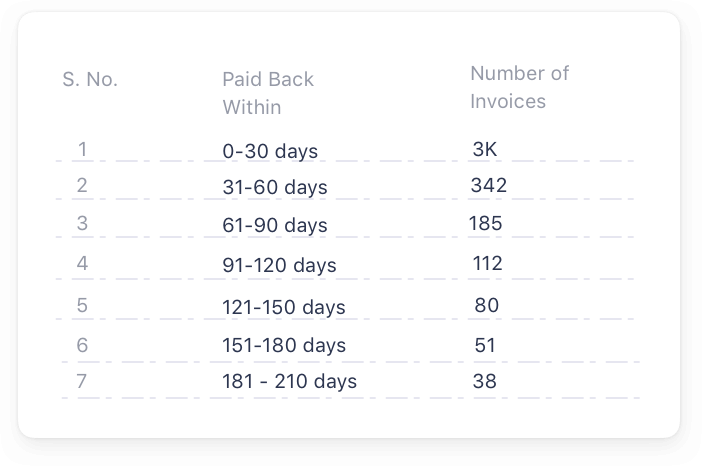 S. No. Paid Back Within Number of Invoices
1 0-30 days 3K
2 31-60 days 342
3 61-90 days 185
4 91-120 days 112
5 121-150 days 80
6 151-180 days 51
7 181 - 210 days 38